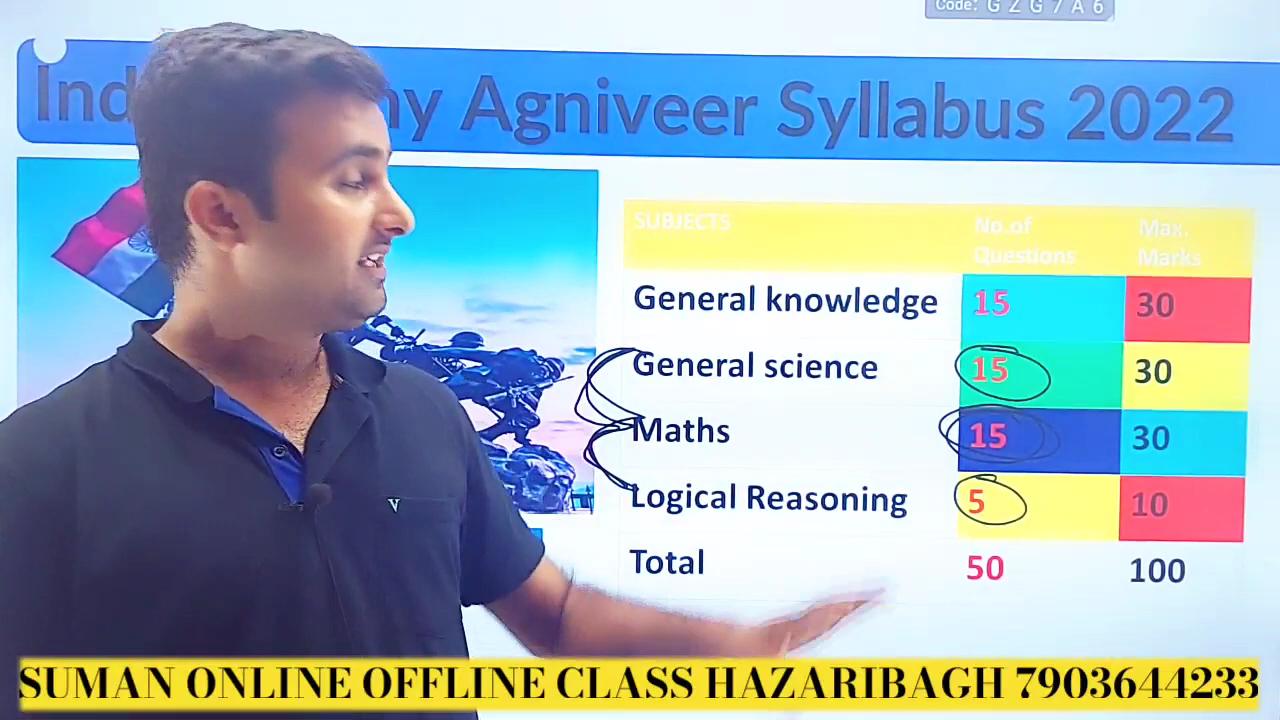 Code: G Z G 7 A 6
Ind    my Agniveer Syllabus 2022
SUBJECTS No.of Questions Max. Marks
General knowledge 15 30
General science 15 30
Maths 15 30
Logical Reasoning 5 10
Total 50 100
V
SUMAN ONLINE OFFLINE CLASS HAZARIBAGH 7903644233